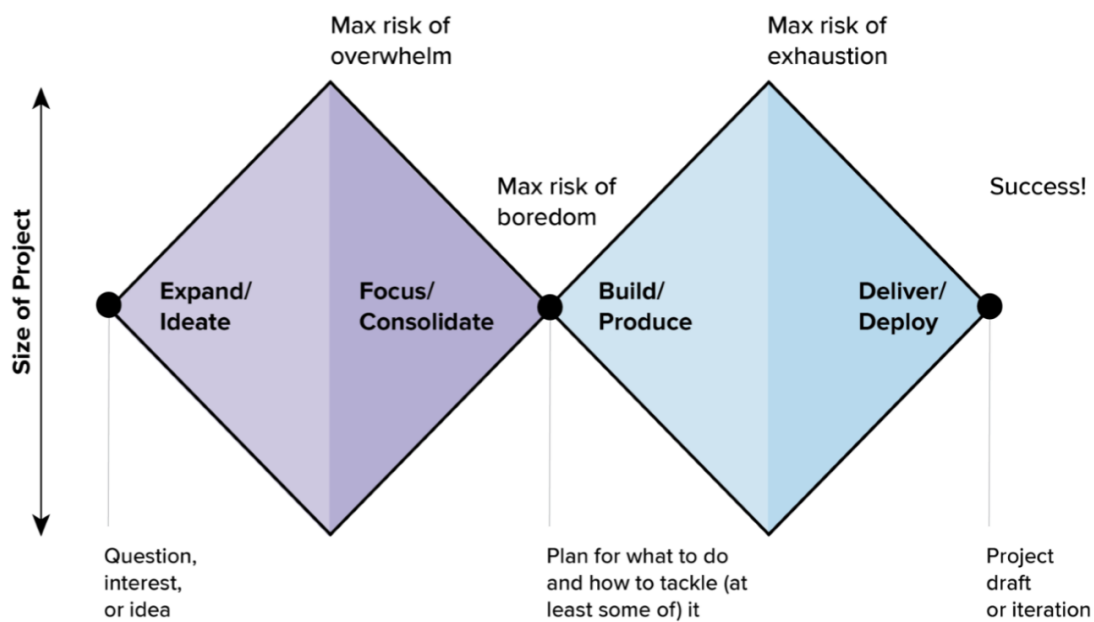 Max risk of
overwhelm
Max risk of
exhaustion
Max risk of
boredom
Success!
Size of Project
Expand/
Ideate
Focus/
Consolidate
Build/
Produce
Deliver/
Deploy
Question,
interest,
or idea
Plan for what to do
and how to tackle (at
least some of) it
Project
draft
or iteration